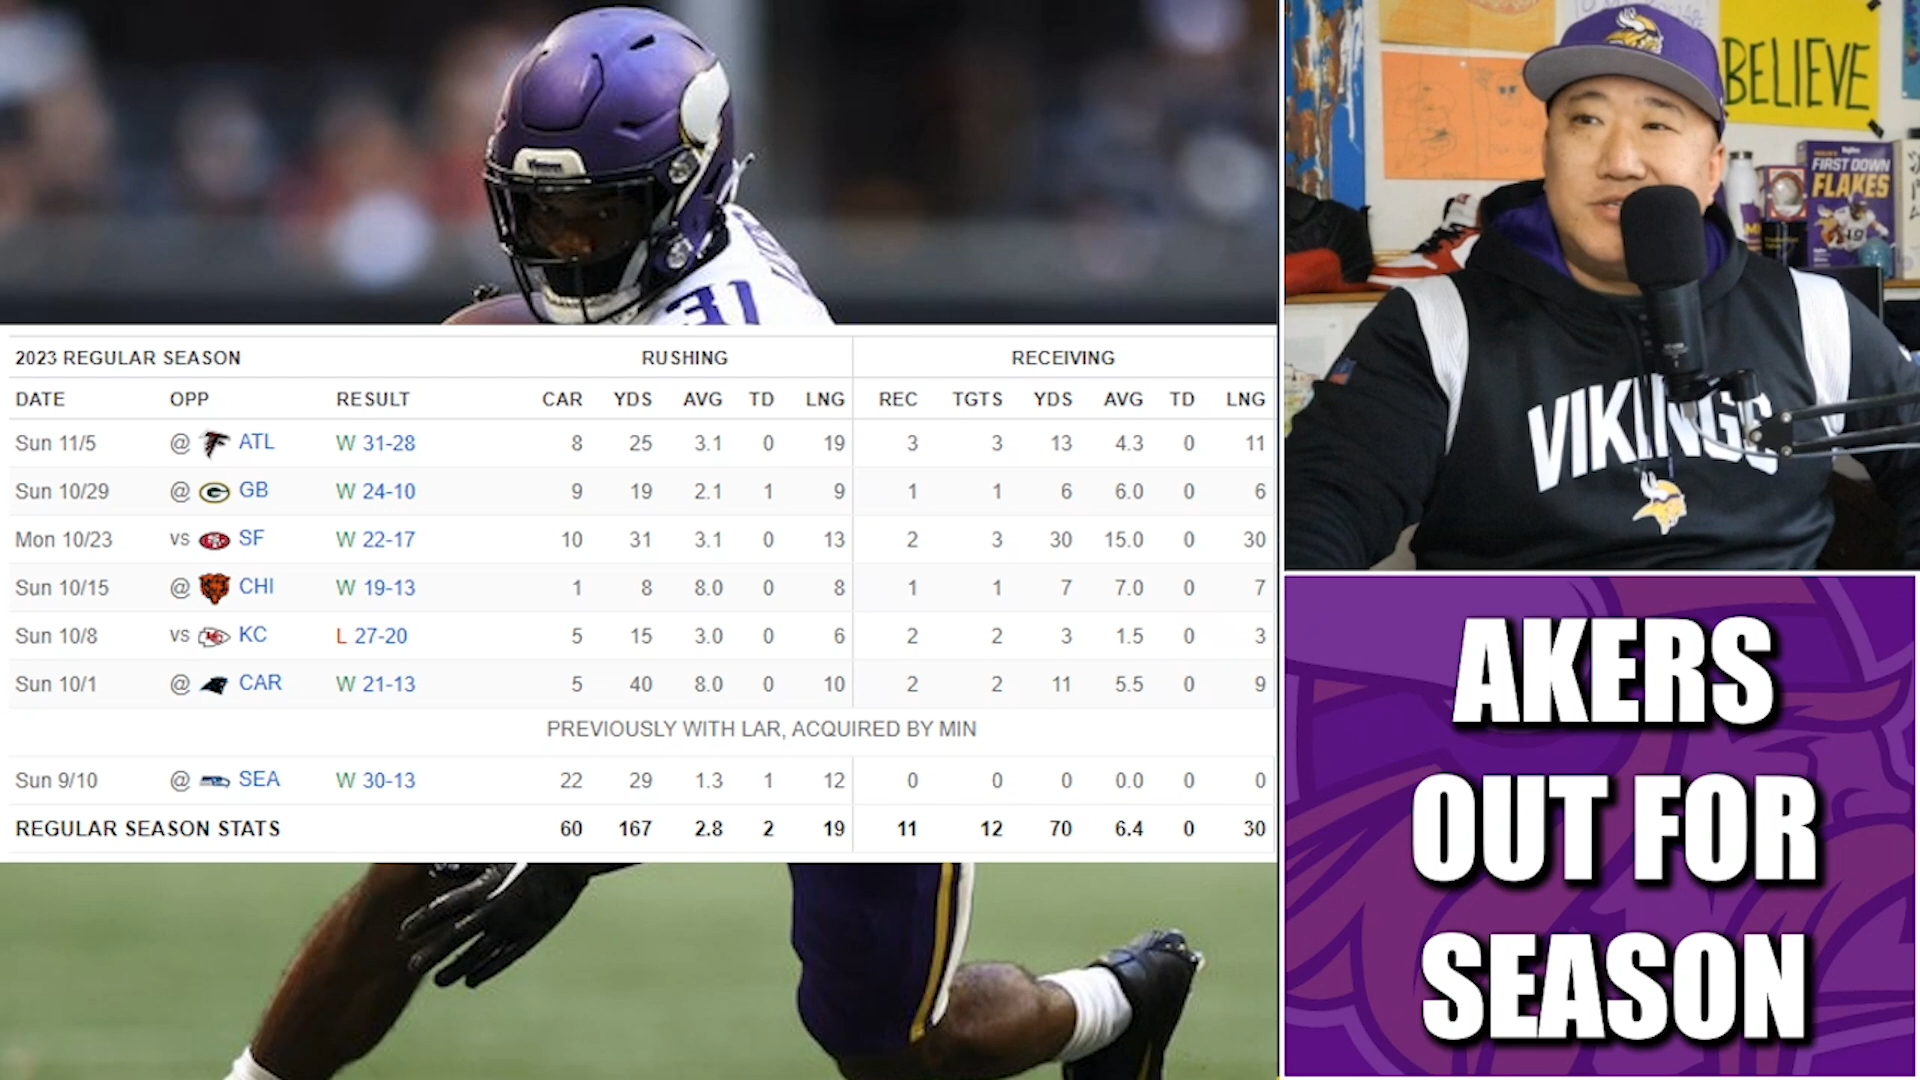 Vikings
31
2023 REGULAR SEASON RUSHING RECEIVING
DATE OPP RESULT CAR YDS AVG TD LNG REC TGTS YDS AVG TD LNG
Sun 11/5 @ ATL W 31-28 8 25 3.1 0 19 3 3 13 4.3 0 11
Sun 10/29 @ GB W 24-10 9 19 2.1 1 9 1 1 6 6.0 0 6
Mon 10/23 vs SF W 22-17 10 31 3.1 0 13 2 3 30 15.0 0 30
Sun 10/15 @ CHI W 19-13 1 8 8.0 0 8 1 1 7 7.0 0 7
Sun 10/8 vs KC L 27-20 5 15 3.0 0 6 2 2 3 1.5 0 3
Sun 10/1 @ CAR W 21-13 5 40 8.0 0 10 2 2 11 5.5 0 9
PREVIOUSLY WITH LAR, ACQUIRED BY MIN
Sun 9/10 @ SEA W 30-13 22 29 1.3 1 12 0 0 0 0.0 0 0
REGULAR SEASON STATS 60 167 2.8 2 19 11 12 70 6.4 0 30
BELIEVE
FIRST DOWN
FLAKES
VIKINGS
AKERS
OUT FOR
SEASON